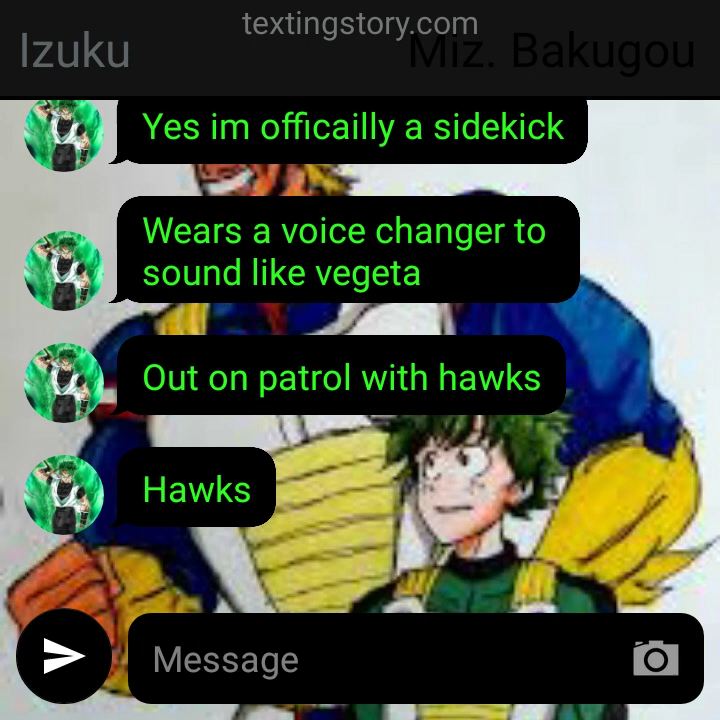 textingstory.com
Izuku
Miz. Bakugou
Yes im officailly a sidekick
Wears a voice changer to
sound like vegeta
Out on patrol with hawks
Hawks
Message